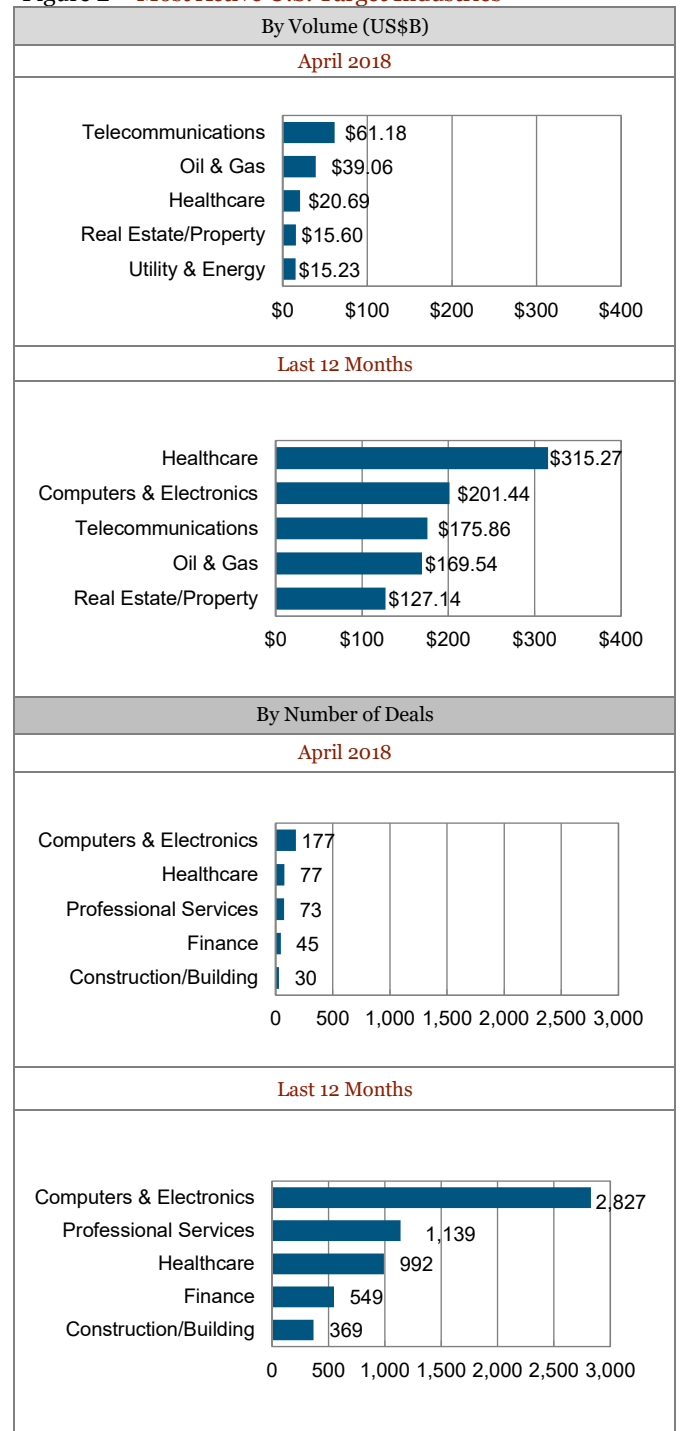 Figure 2 – Most Active U.S. Target Industries
By Volume (US$B)
April 2018
Telecommunications $61.18
Oil & Gas $39.06
Healthcare $20.69
Real Estate/Property $15.60
Utility & Energy $15.23
$0 $100 $200 $300 $400
Last 12 Months
Healthcare $315.27
Computers & Electronics $201.44
Telecommunications $175.86
Oil & Gas $169.54
Real Estate/Property $127.14
$0 $100 $200 $300 $400
By Number of Deals
April 2018
Computers & Electronics 177
Healthcare 77
Professional Services 73
Finance 45
Construction/Building 30
0 500 1,000 1,500 2,000 2,500 3,000
Last 12 Months
Computers & Electronics 2,827
Professional Services 1,139
Healthcare 992
Finance 549
Construction/Building 369
0 500 1,000 1,500 2,000 2,500 3,000